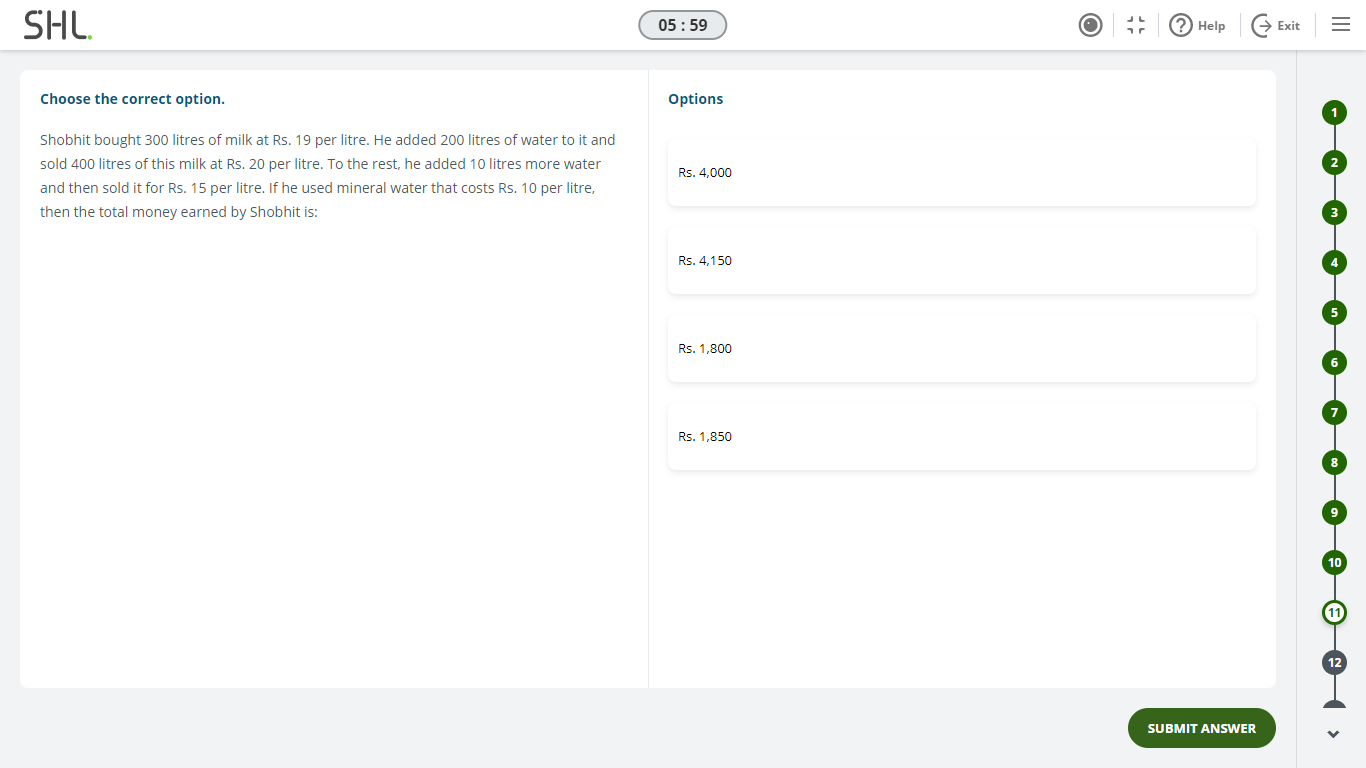 SHL.
05 : 59
Help
Exit
Choose the correct option.
Shobhit bought 300 litres of milk at Rs. 19 per litre. He added 200 litres of water to it and
sold 400 litres of this milk at Rs. 20 per litre. To the rest, he added 10 litres more water
and then sold it for Rs. 15 per litre. If he used mineral water that costs Rs. 10 per litre,
then the total money earned by Shobhit is:
Options
Rs. 4,000
Rs. 4,150
Rs. 1,800
Rs. 1,850
SUBMIT ANSWER
1
2
3
4
5
6
7
8
9
10
11
12